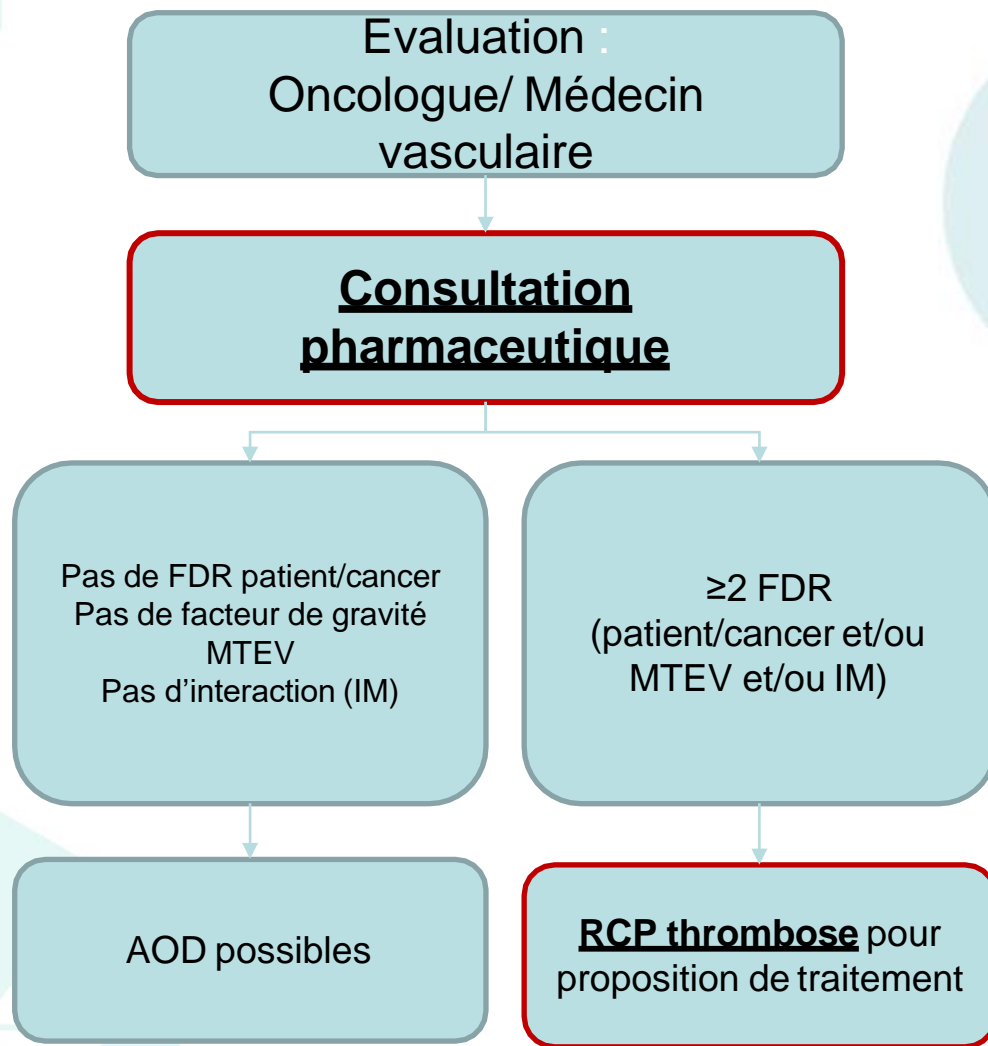 Evaluation :
Oncologue/ Médecin
vasculaire
Consultation
pharmaceutique
Pas de FDR patient/cancer
Pas de facteur de gravité
MTEV
Pas d’interaction (IM)
≥2 FDR
(patient/cancer et/ou
MTEV et/ou IM)
AOD possibles
RCP thrombose pour
proposition de traitement